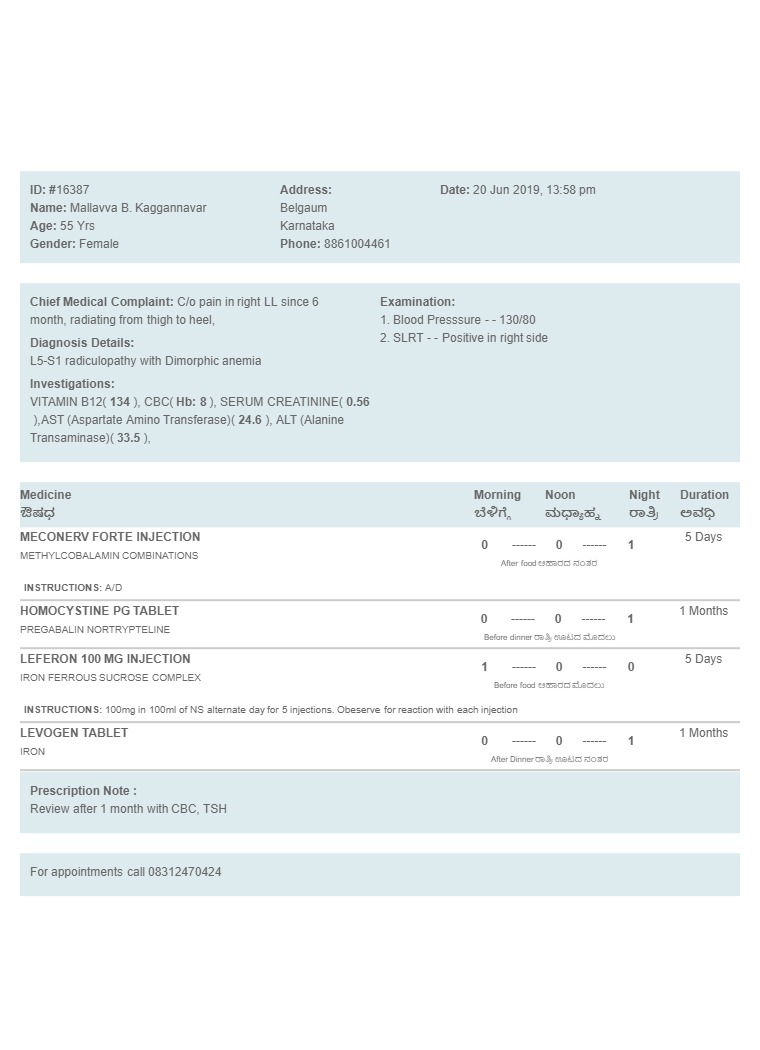 ID: #16387
Name: Mallavva B. Kaggannavar
Age: 55 Yrs
Gender: Female
Address:
Belgaum
Karnataka
Phone: 8861004461
Date: 20 Jun 2019, 13:58 pm
Chief Medical Complaint: C/o pain in right LL since 6
month, radiating from thigh to heel,
Diagnosis Details:
L5-S1 radiculopathy with Dimorphic anemia
Investigations:
VITAMIN B12( 134 ), CBC( Hb: 8 ), SERUM CREATININE( 0.56
),AST (Aspartate Amino Transferase)( 24.6 ), ALT (Alanine
Transaminase)( 33.5 ),
Examination:
1. Blood Presssure - - 130/80
2. SLRT - - Positive in right side
Medicine Morning Noon Night Duration
ಔಷಧ ಬೆಳಿಗ್ಗೆ ಮಧ್ಯಾಹ್ನ ರಾತ್ರಿ ಅವಧಿ
MECONERV FORTE INJECTION 0 ------ 0 ------ 1 5 Days
METHYLCOBALAMIN COMBINATIONS After food ಆಹಾರದ ನಂತರ
INSTRUCTIONS: A/D
HOMOCYSTINE PG TABLET 0 ------ 0 ------ 1 1 Months
PREGABALIN NORTRYPTELINE Before dinner ರಾತ್ರಿ ಊಟದ ಮೊದಲು
LEFERON 100 MG INJECTION 1 ------ 0 ------ 0 5 Days
IRON FERROUS SUCROSE COMPLEX Before food ಆಹಾರದ ಮೊದಲು
INSTRUCTIONS: 100mg in 100ml of NS alternate day for 5 injections. Obeserve for reaction with each injection
LEVOGEN TABLET 0 ------ 0 ------ 1 1 Months
IRON After Dinner ರಾತ್ರಿ ಊಟದ ನಂತರ
Prescription Note :
Review after 1 month with CBC, TSH
For appointments call 08312470424